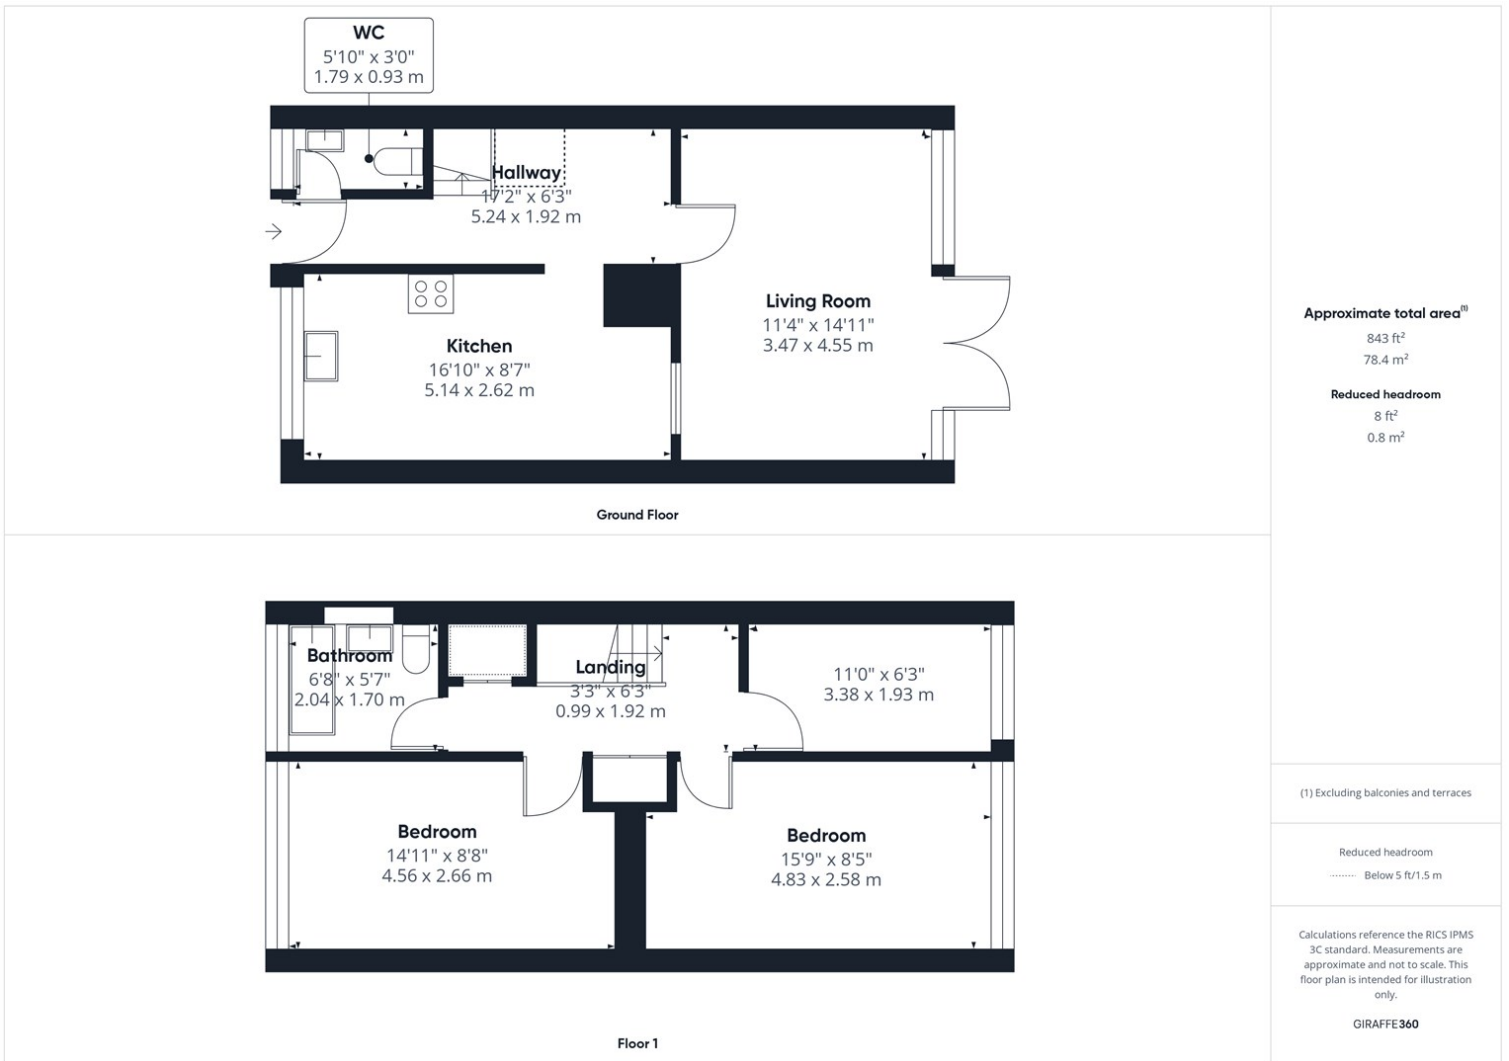 WC
5'10" x 3'0"
1.79 x 0.93 m
Hallway
17'2" x 6'3"
5.24 x 1.92 m
Living Room
11'4" x 14'11"
3.47 x 4.55 m
Kitchen
16'10" x 8'7"
5.14 x 2.62 m
Ground Floor
Bathroom
6'8" x 5'7"
2.04 x 1.70 m
Landing
3'3" x 6'3"
0.99 x 1.92 m
11'0" x 6'3"
3.38 x 1.93 m
Bedroom
14'11" x 8'8"
4.56 x 2.66 m
Bedroom
15'9" x 8'5"
4.83 x 2.58 m
Floor 1
Approximate total area(1)
843 ft²
78.4 m²
Reduced headroom
8 ft²
0.8 m²
(1) Excluding balconies and terraces
Reduced headroom
Below 5 ft/1.5 m
Calculations reference the RICS IPMS
3C standard. Measurements are
approximate and not to scale. This
floor plan is intended for illustration
only.
GIRAFFE360